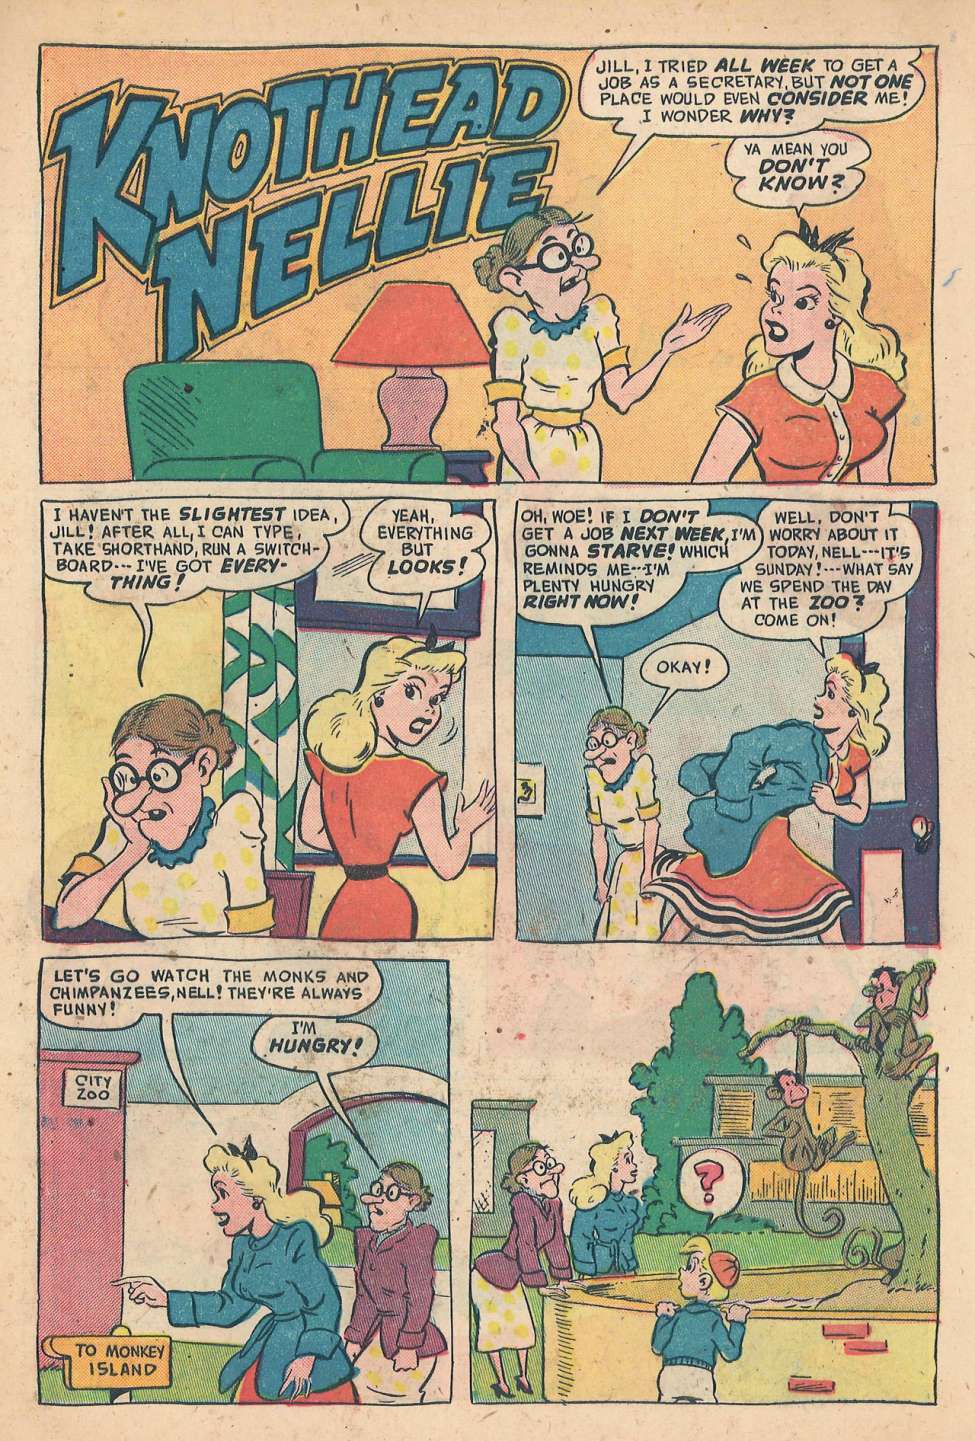 KNOTHEAD
NELLIE
JILL, I TRIED ALL WEEK TO GET A
JOB AS A SECRETARY, BUT NOT ONE
PLACE WOULD EVEN CONSIDER ME!
I WONDER WHY?
YA MEAN YOU
DON'T
KNOW?
I HAVEN'T THE SLIGHTEST IDEA,
JILL! AFTER ALL, I CAN TYPE,
TAKE SHORTHAND, RUN A SWITCH-
BOARD--- I'VE GOT EVERY-
THING!
YEAH,
EVERYTHING
BUT
LOOKS!
OH, WOE! IF I DON'T
GET A JOB NEXT WEEK, I'M
GONNA STARVE! WHICH
REMINDS ME---I'M
PLENTY HUNGRY
RIGHT NOW!
WELL, DON'T
WORRY ABOUT IT
TODAY, NELL---IT'S
SUNDAY!---WHAT SAY
WE SPEND THE DAY
AT THE ZOO?
COME ON!
OKAY!
3
LET'S GO WATCH THE MONKS AND
CHIMPANZEES, NELL! THEY'RE ALWAYS
FUNNY!
I'M
HUNGRY!
CITY
ZOO
TO MONKEY
ISLAND
?